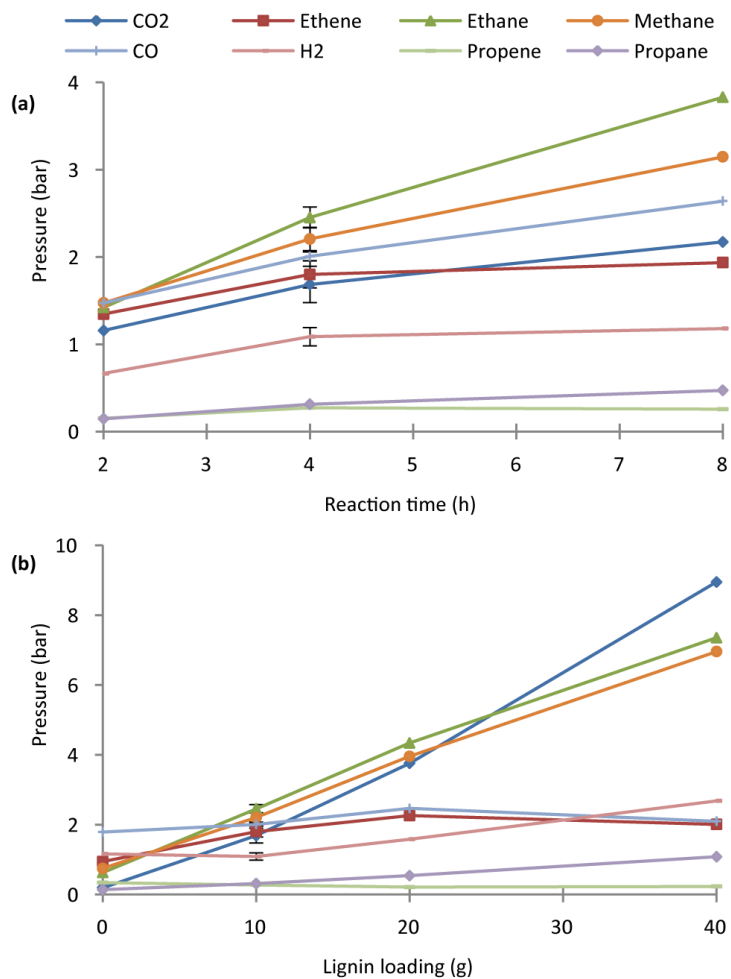 CO2 Ethene Ethane Methane
CO H2 Propene Propane
(a)
4
3
2
1
0
Pressure (bar)
2 3 4 5 6 7 8
Reaction time (h)
(b)
10
8
6
4
2
0
Pressure (bar)
0 10 20 30 40
Lignin loading (g)